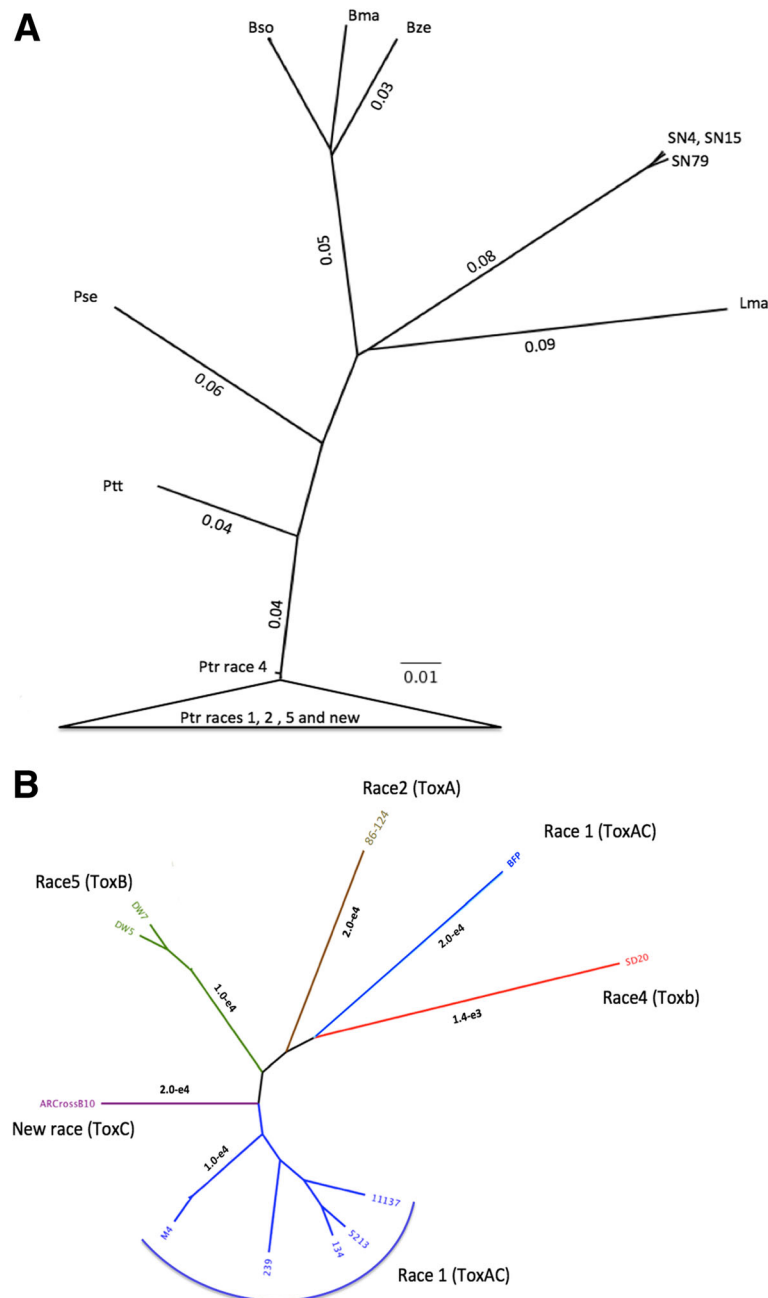 A
Bso
Bma
Bze
0.03
SN4, SN15
SN79
0.05
0.08
Pse
Lma
0.09
0.06
Ptt
0.04
0.04
Ptr race 4
0.01
Ptr races 1, 2 , 5 and new
B
Race2 (ToxA)
86-124
Race 1 (ToxAC)
BFP
Race5 (ToxB)
DW7
DW5
2.0-e4
2.0-e4
SD20
Race4 (Toxb)
1.4-e3
1.0-e4
2.0-e4
ARCrossB10
New race (ToxC)
1.0-e4
11137
M4
5213
134
239
Race 1 (ToxAC)